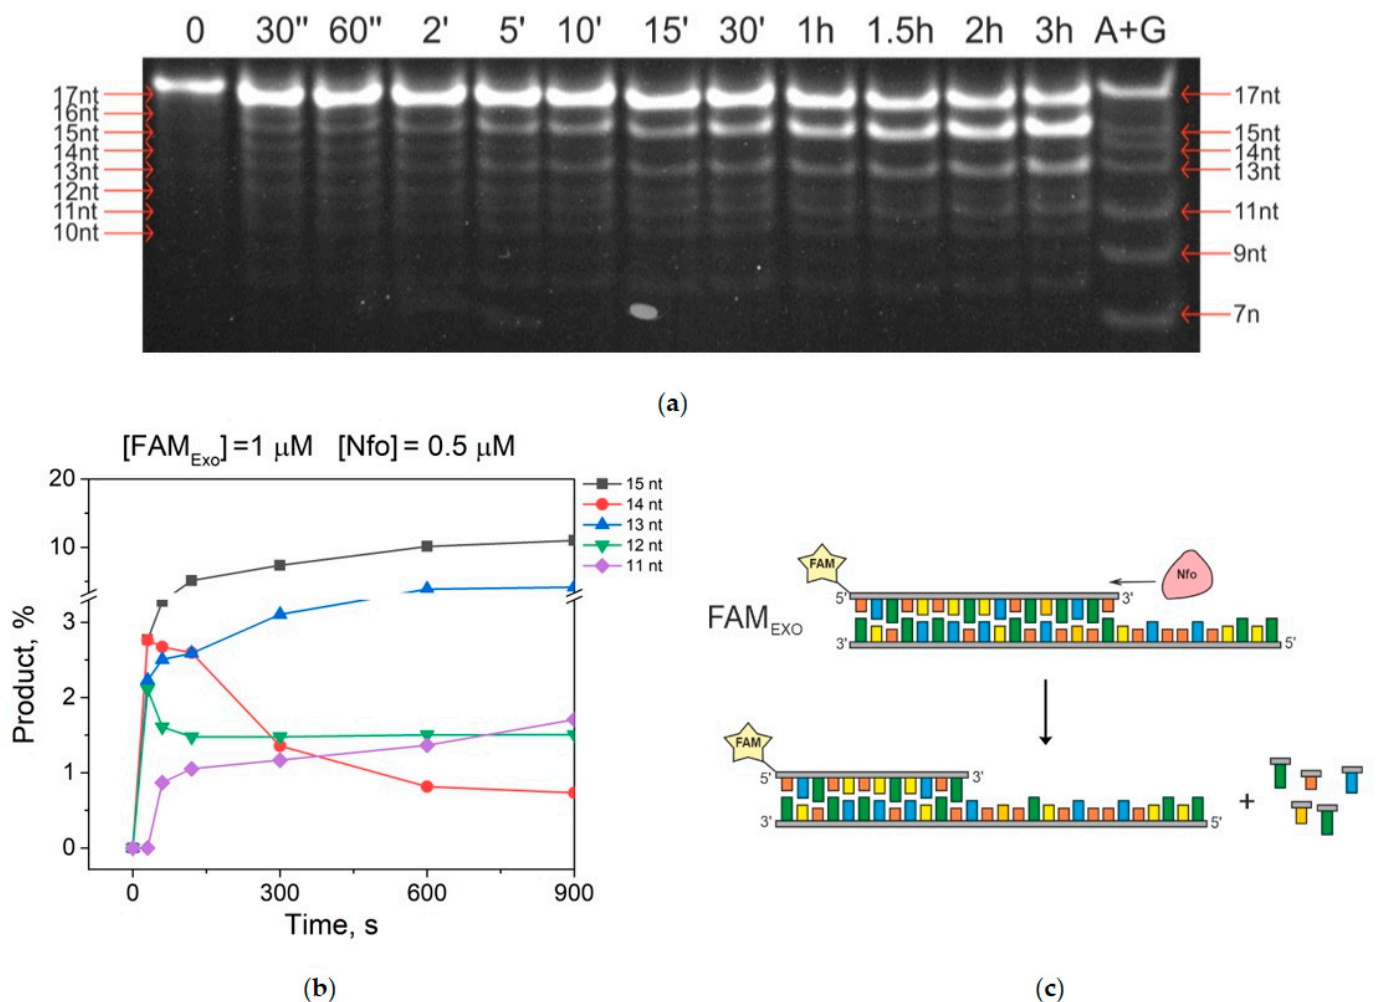 0 30" 60" 2' 5' 10' 15' 30' 1h 1.5h 2h 3h A+G
17nt
16nt
15nt
14nt
13nt
12nt
11nt
10nt
17nt
15nt
14nt
13nt
11nt
9nt
7n
(a)
[FAMExo] =1 μM [Nfo] = 0.5 μM
20
10
3
2
1
0
Product, %
0 300 600 900
Time, s
15 nt
14 nt
13 nt
12 nt
11 nt
(b)
FAM
Nfo
5' 3'
FAMEXO
3' 5'
FAM
5' 3'
3' 5'
+
(c)